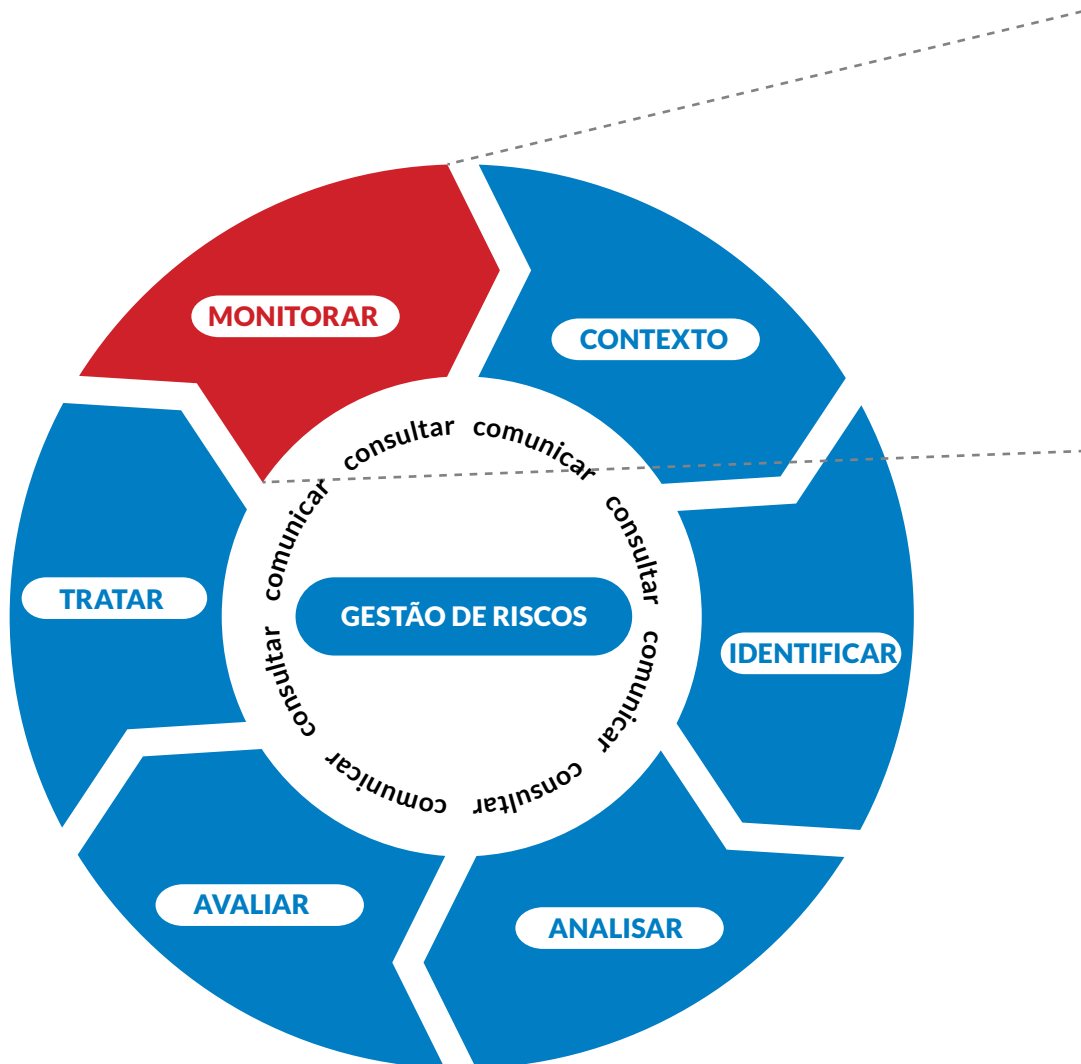 MONITORAR
CONTEXTO
IDENTIFICAR
ANALISAR
AVALIAR
TRATAR
comunicar
consultar
comunicar
consultar
comunicar
consultar
comunicar
consultar
GESTÃO DE RISCOS